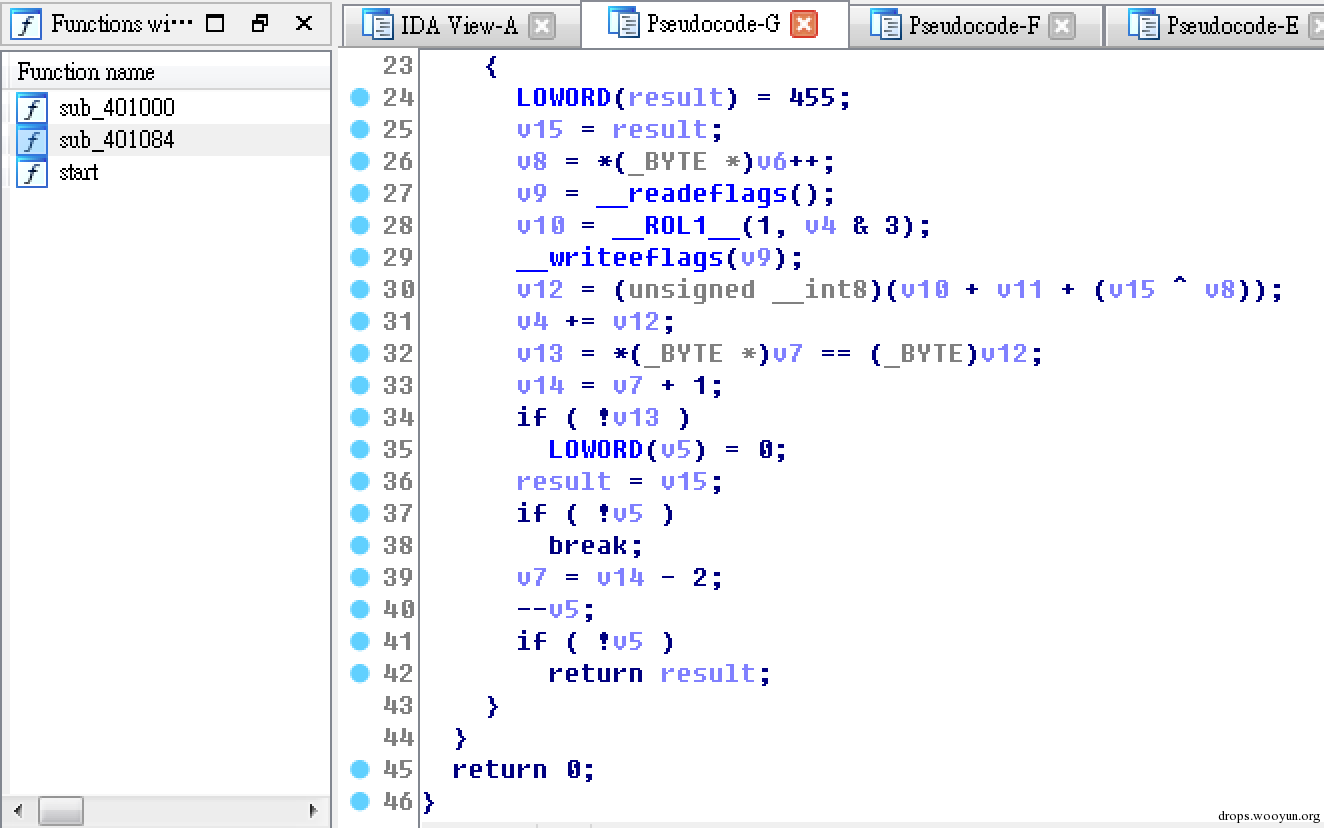 Functions wi···
IDA View-A
Pseudocode-G
Pseudocode-F
Pseudocode-E
Function name
sub_401000
sub_401084
start
23 {
24 LOWORD(result) = 455;
25 v15 = result;
26 v8 = *(_BYTE *)v6++;
27 v9 = __readeflags();
28 v10 = __ROL1__(1, v4 & 3);
29 __writeeflags(v9);
30 v12 = (unsigned __int8)(v10 + v11 + (v15 ^ v8));
31 v4 += v12;
32 v13 = *(_BYTE *)v7 == (_BYTE)v12;
33 v14 = v7 + 1;
34 if ( !v13 )
35 LOWORD(v5) = 0;
36 result = v15;
37 if ( !v5 )
38 break;
39 v7 = v14 - 2;
40 --v5;
41 if ( !v5 )
42 return result;
43 }
44 }
45 return 0;
46 }
drops.wooyun.org